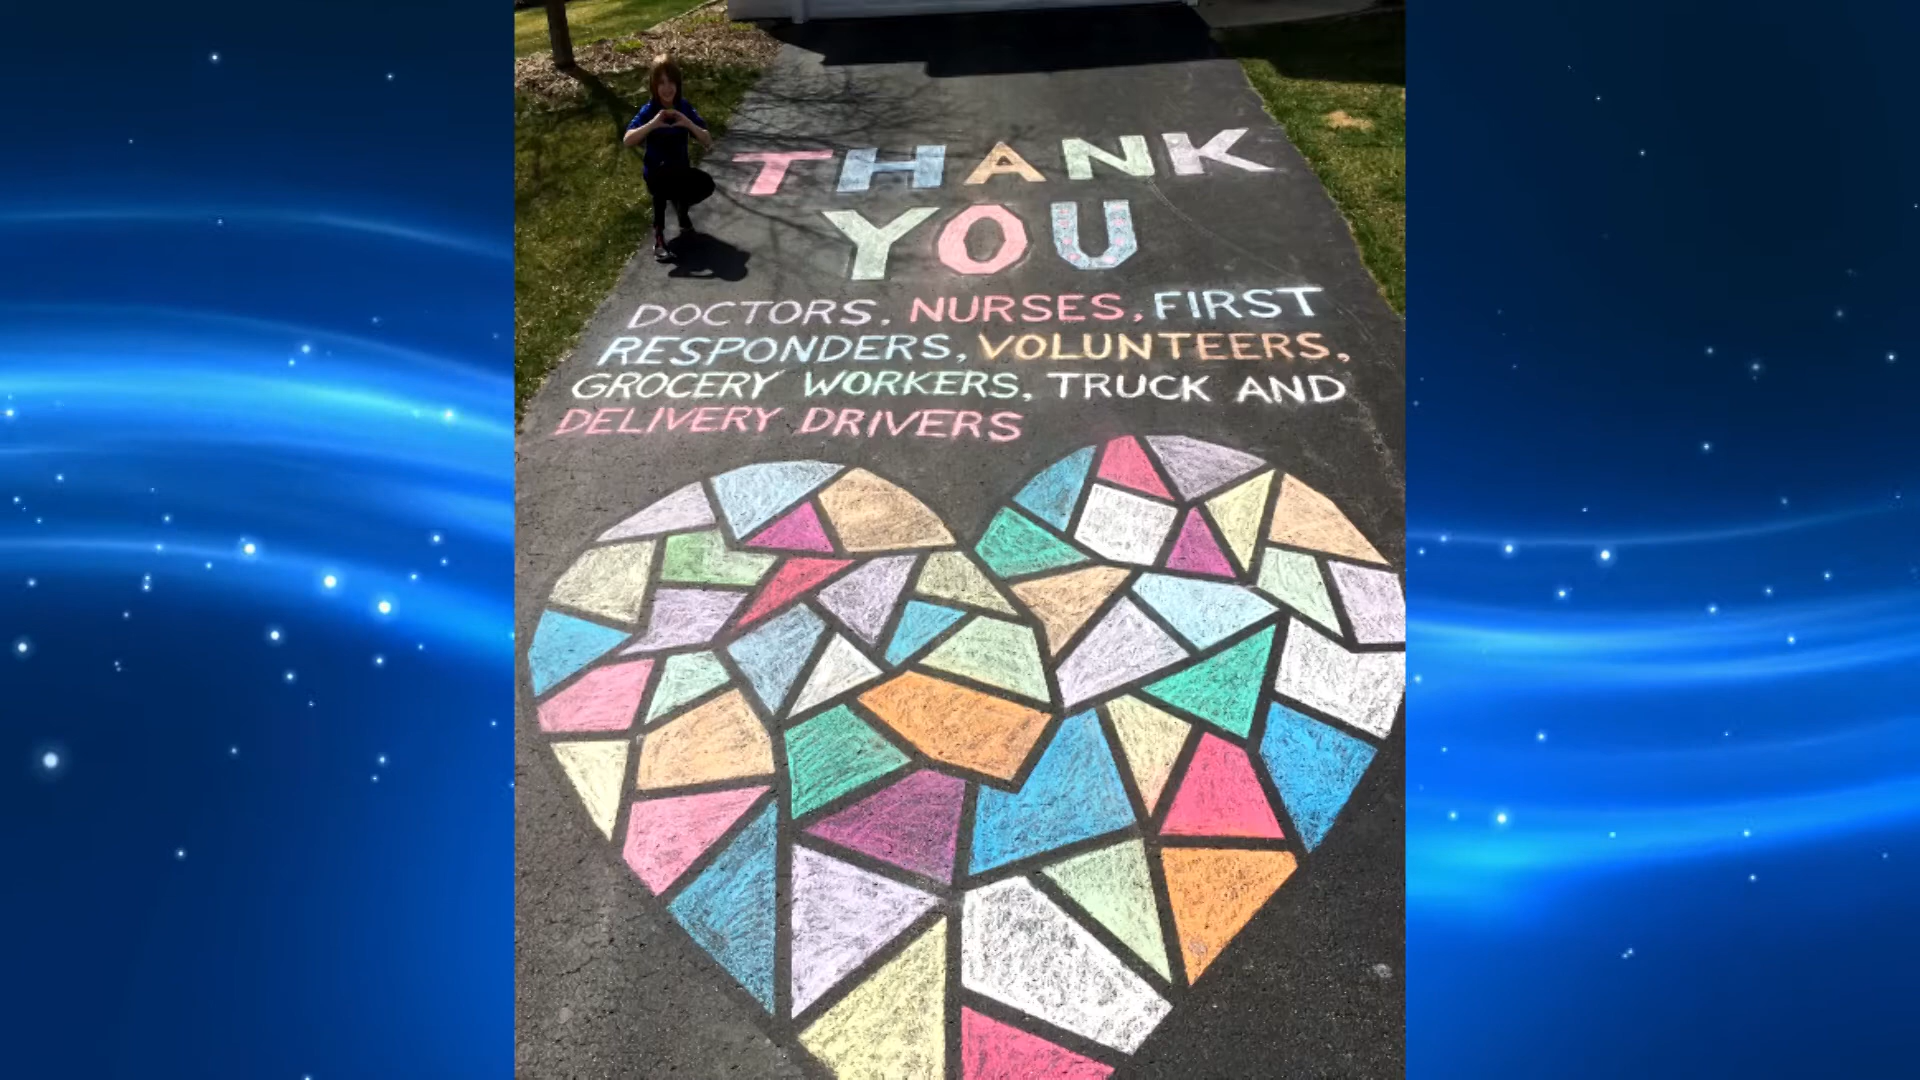 THANK
YOU
DOCTORS, NURSES, FIRST
RESPONDERS, VOLUNTEERS,
GROCERY WORKERS, TRUCK AND
DELIVERY DRIVERS